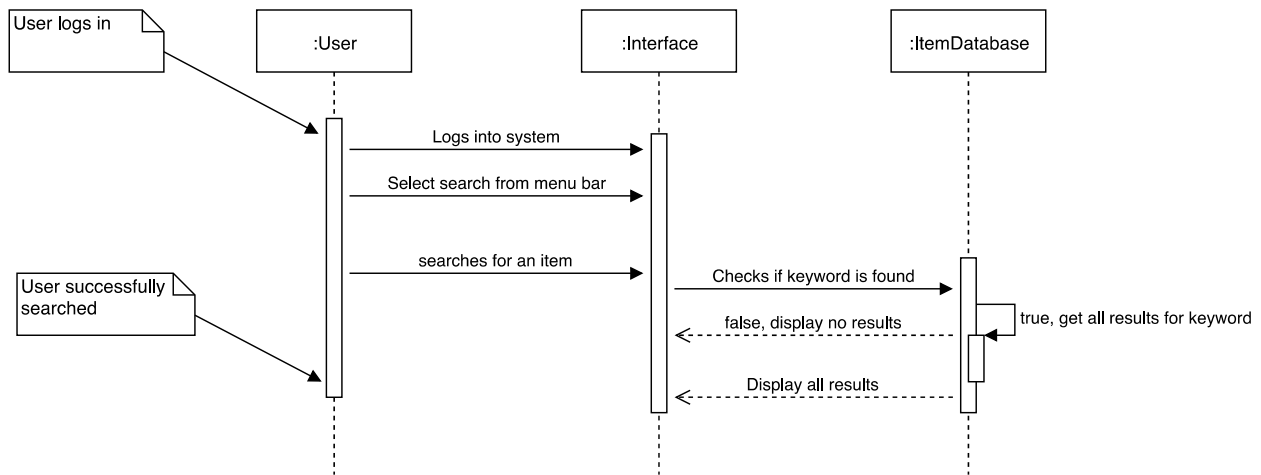 User logs in
:User
:Interface
:ItemDatabase
Logs into system
Select search from menu bar
searches for an item
User successfully
searched
Checks if keyword is found
false, display no results
true, get all results for keyword
Display all results